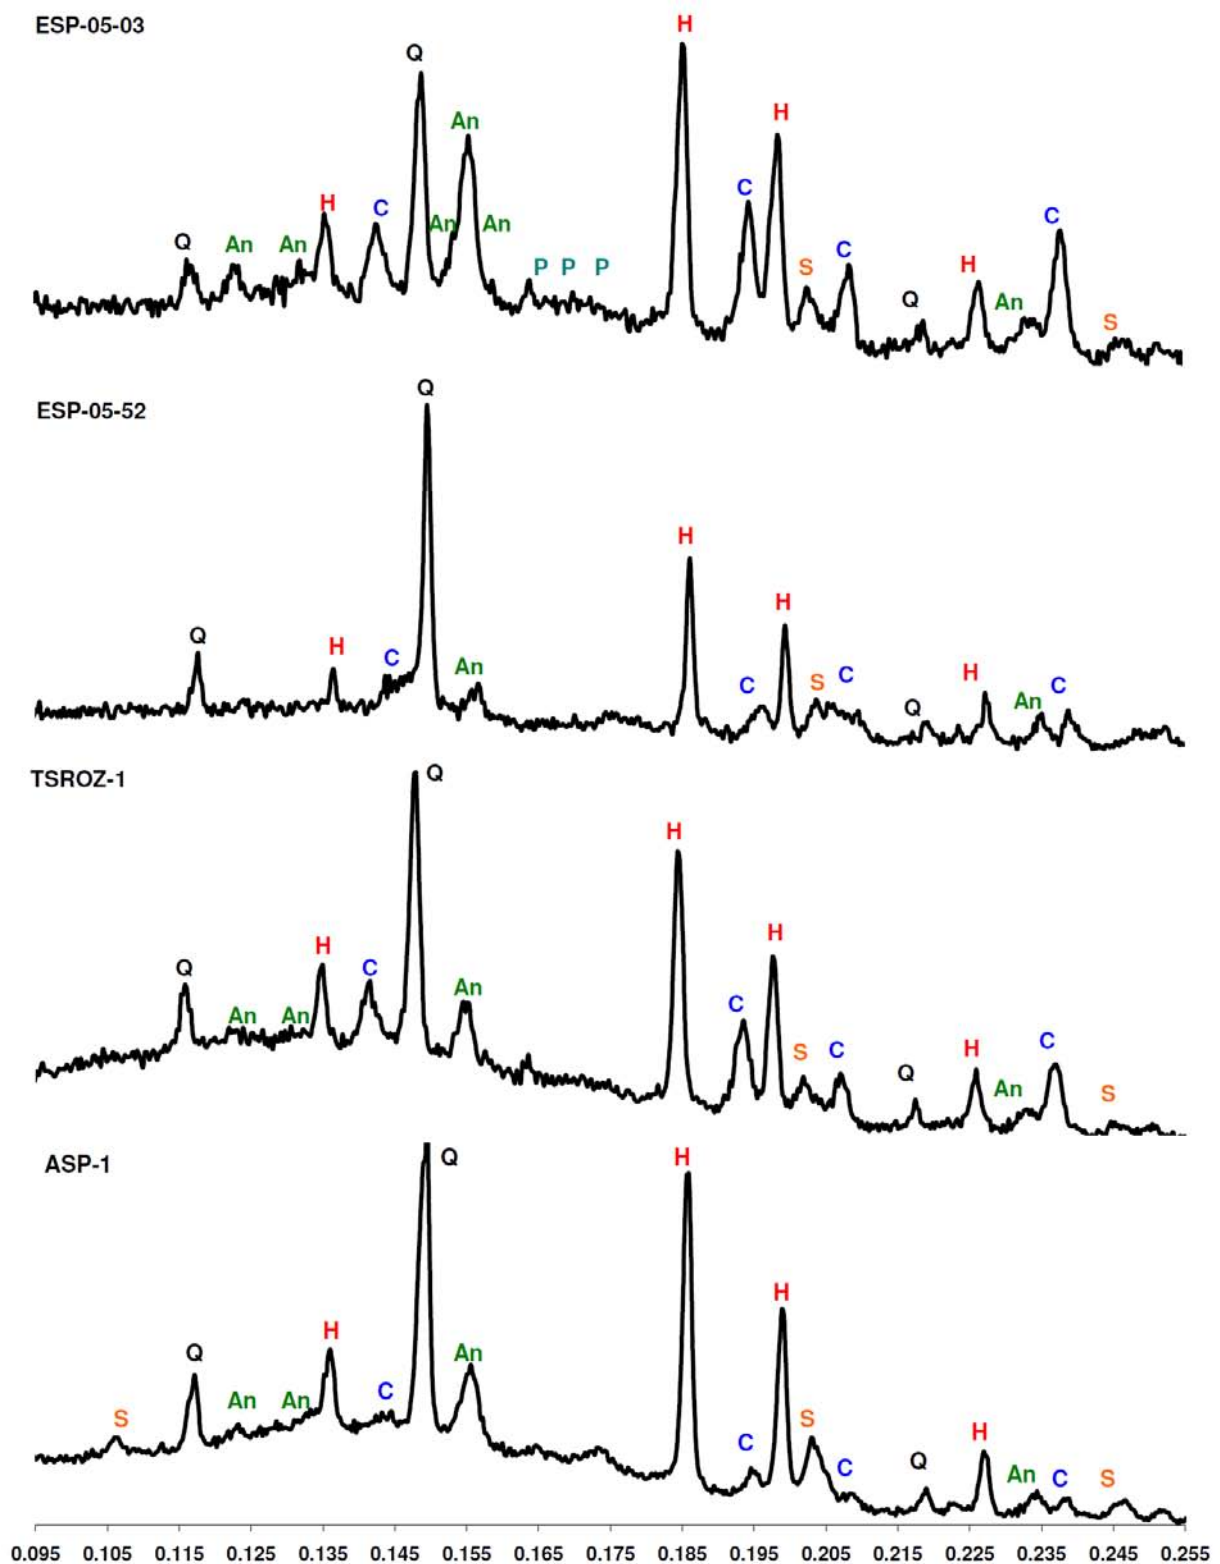 ESP-05-03
H
Q
H
An
C
C
H
C
An
An
Q
An
An
C
H
S
P P P
Q
An
S
Q
ESP-05-52
H
H
Q
H
C
An
C
S
C
H
C
An
Q
TSROZ-1
Q
H
H
H
Q
C
An
C
An
An
S
C
H
C
Q
An
S
ASP-1
Q
H
H
H
Q
An
C
An
An
S
S
H
C
C
Q
An
C
S
0.095 0.105 0.115 0.125 0.135 0.145 0.155 0.165 0.175 0.185 0.195 0.205 0.215 0.225 0.235 0.245 0.255